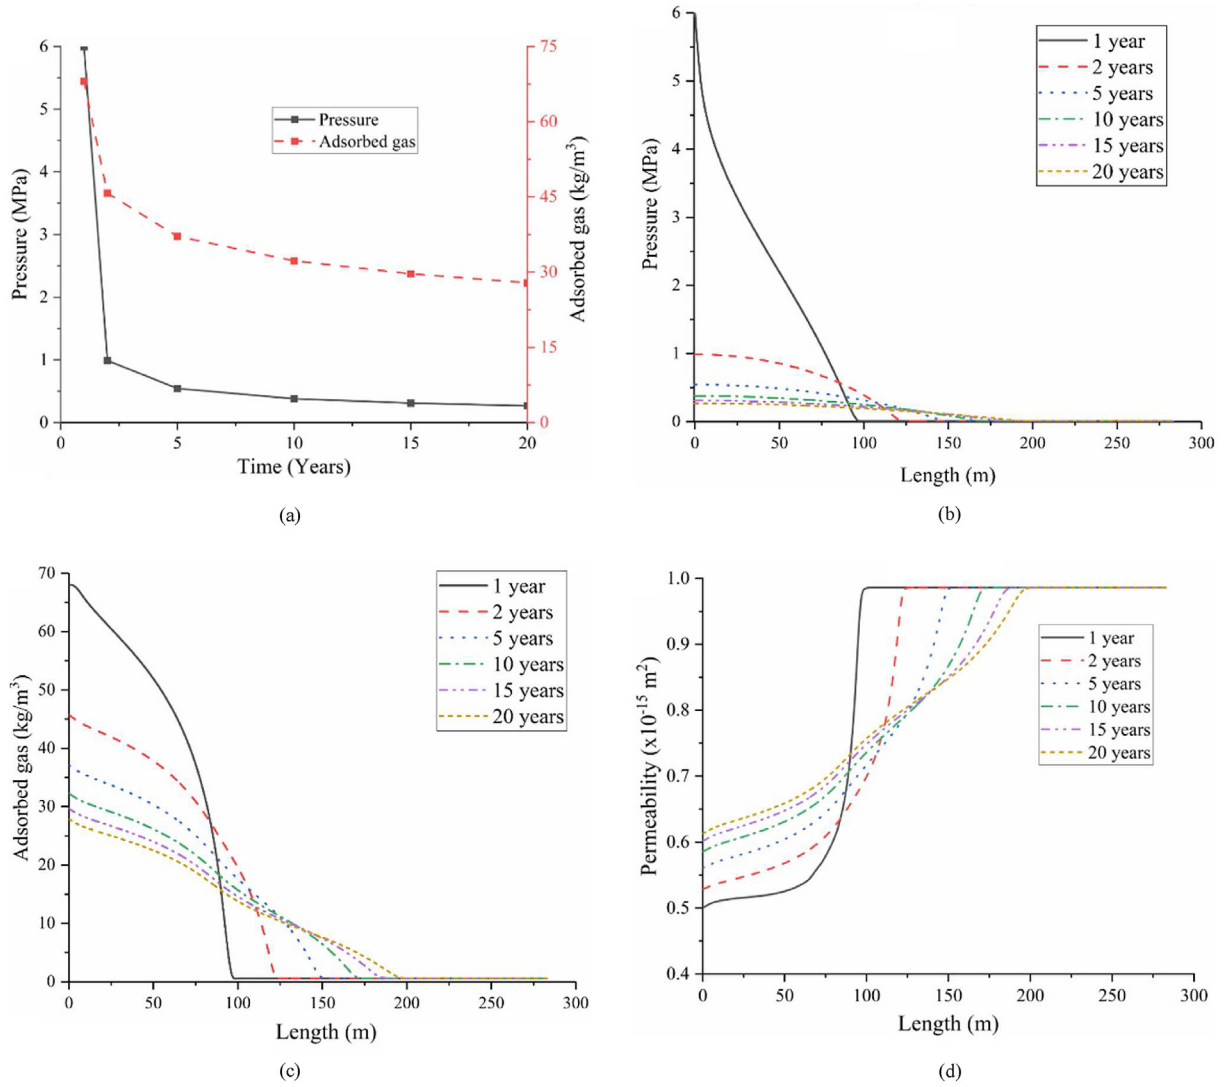 6
5
4
3
2
1
0
Pressure (MPa)
75
60
45
30
15
0
Adsorbed gas (kg/m³)
Pressure
Adsorbed gas
0
5
10
15
20
Time (Years)
(a)
6
5
4
3
2
1
0
Pressure (MPa)
1 year
2 years
5 years
10 years
15 years
20 years
0
50
100
150
200
250
300
Length (m)
(b)
70
60
50
40
30
20
10
0
Adsorbed gas (kg/m³)
1 year
2 years
5 years
10 years
15 years
20 years
0
50
100
150
200
250
300
Length (m)
(c)
1.0
0.9
0.8
0.7
0.6
0.5
0.4
Permeability (x10⁻¹⁵ m²)
1 year
2 years
5 years
10 years
15 years
20 years
0
50
100
150
200
250
300
Length (m)
(d)